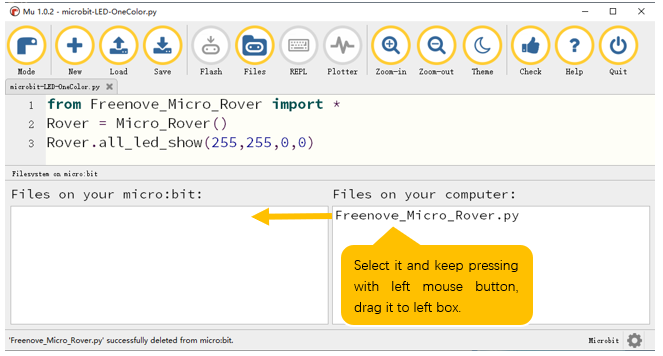 Mu 1.0.2 - microbit-LED-OneColor.py
Mode New Load Save Flash Files REPL Plotter Zoom-in Zoom-out Theme Check Help Quit
microbit-LED-OneColor.py
1 from Freenove_Micro_Rover import *
2 Rover = Micro_Rover()
3 Rover.all_led_show(255,255,0,0)
Filesystem on micro:bit
Files on your micro:bit: Files on your computer:
Freenove_Micro_Rover.py
Select it and keep pressing
with left mouse button,
drag it to left box.
'Freenove_Micro_Rover.py' successfully deleted from micro:bit. Microbit